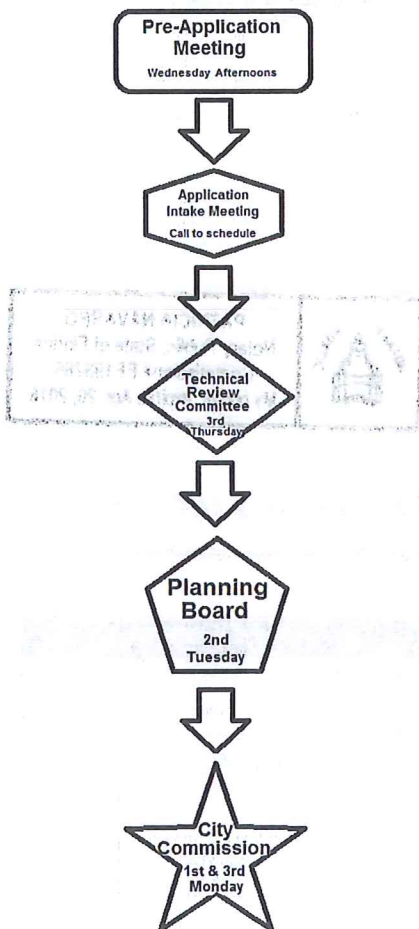 Pre-Application
Meeting
Wednesday Afternoons
Application
Intake Meeting
Call to schedule
Technical
Review
Committee
3rd
Thursday
Planning
Board
2nd
Tuesday
City
Commission
1st & 3rd
Monday